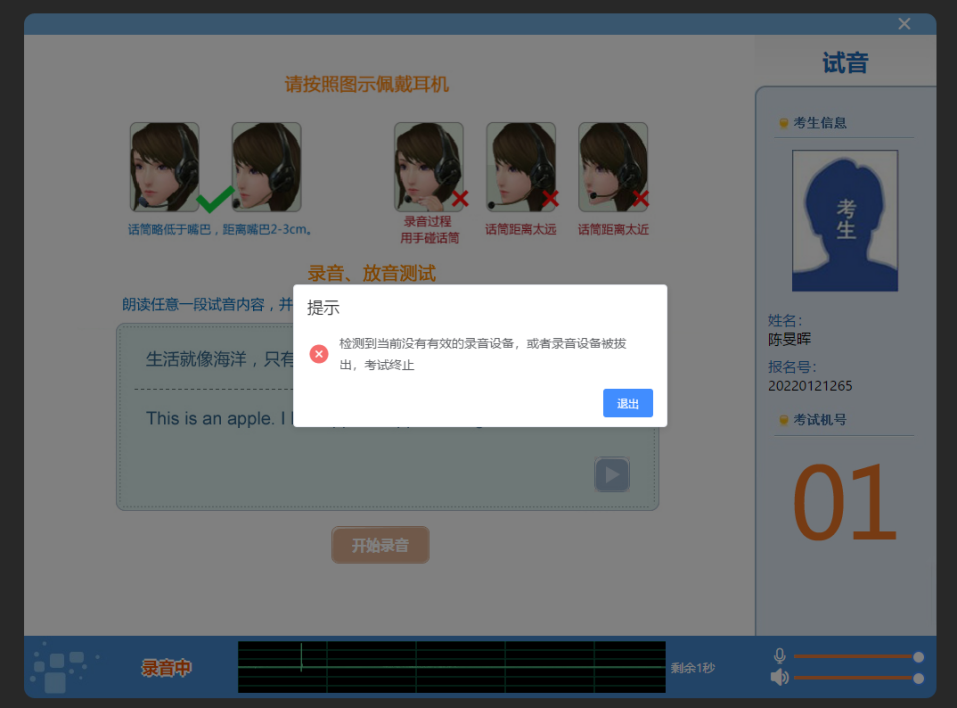 试音
请按照图示佩戴耳机
话筒略低于嘴巴，距离嘴巴2-3cm。
录音过程
用手碰话筒
话筒距离太远
话筒距离太近
录音、放音测试
朗读任意一段试音内容，并
生活就像海洋，只有
This is an apple. I
提示
检测到当前没有有效的录音设备，或者录音设备被拔
出，考试终止
退出
开始录音
考生信息
考
生
姓名：
陈旻晖
报名号：
20220121265
考试机号
01
录音中
剩余1秒